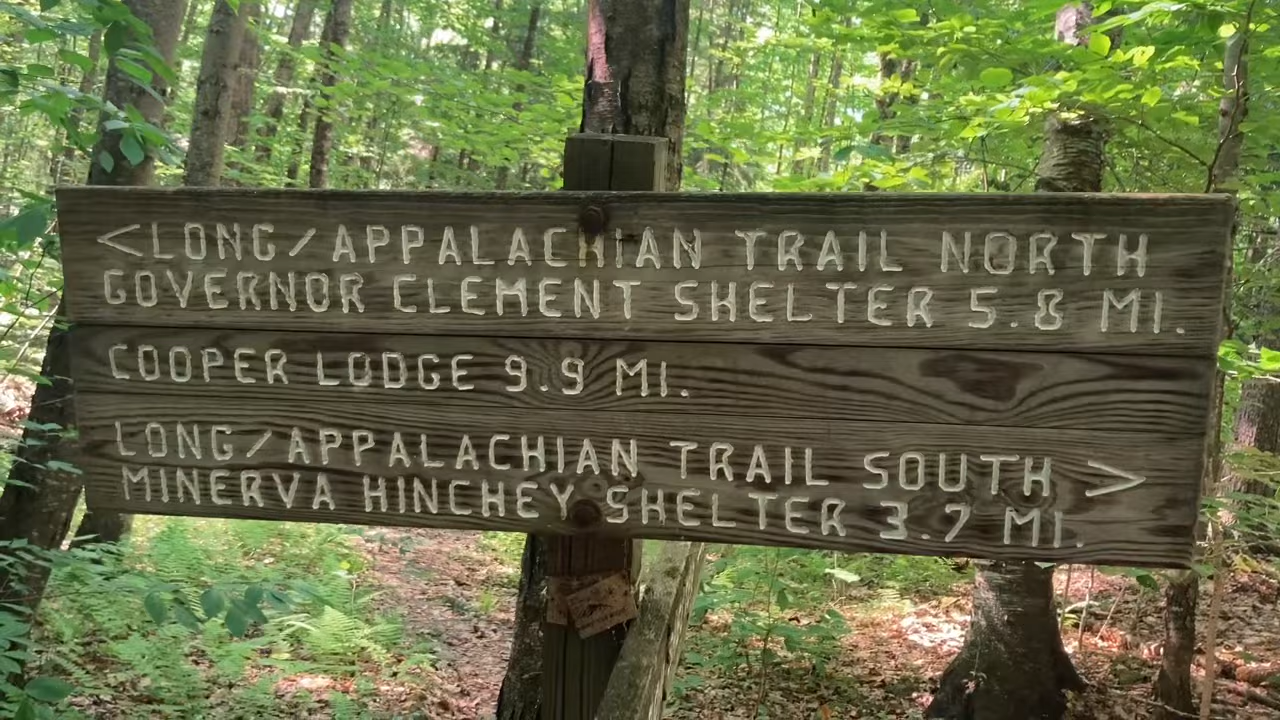 <LONG/APPALACHIAN TRAIL NORTH
GOVERNOR CLEMENT SHELTER 5.8 MI.
COOPER LODGE 9.9 MI.
LONG/APPALACHIAN TRAIL SOUTH >
MINERVA HINCHEY SHELTER 3.7 MI.